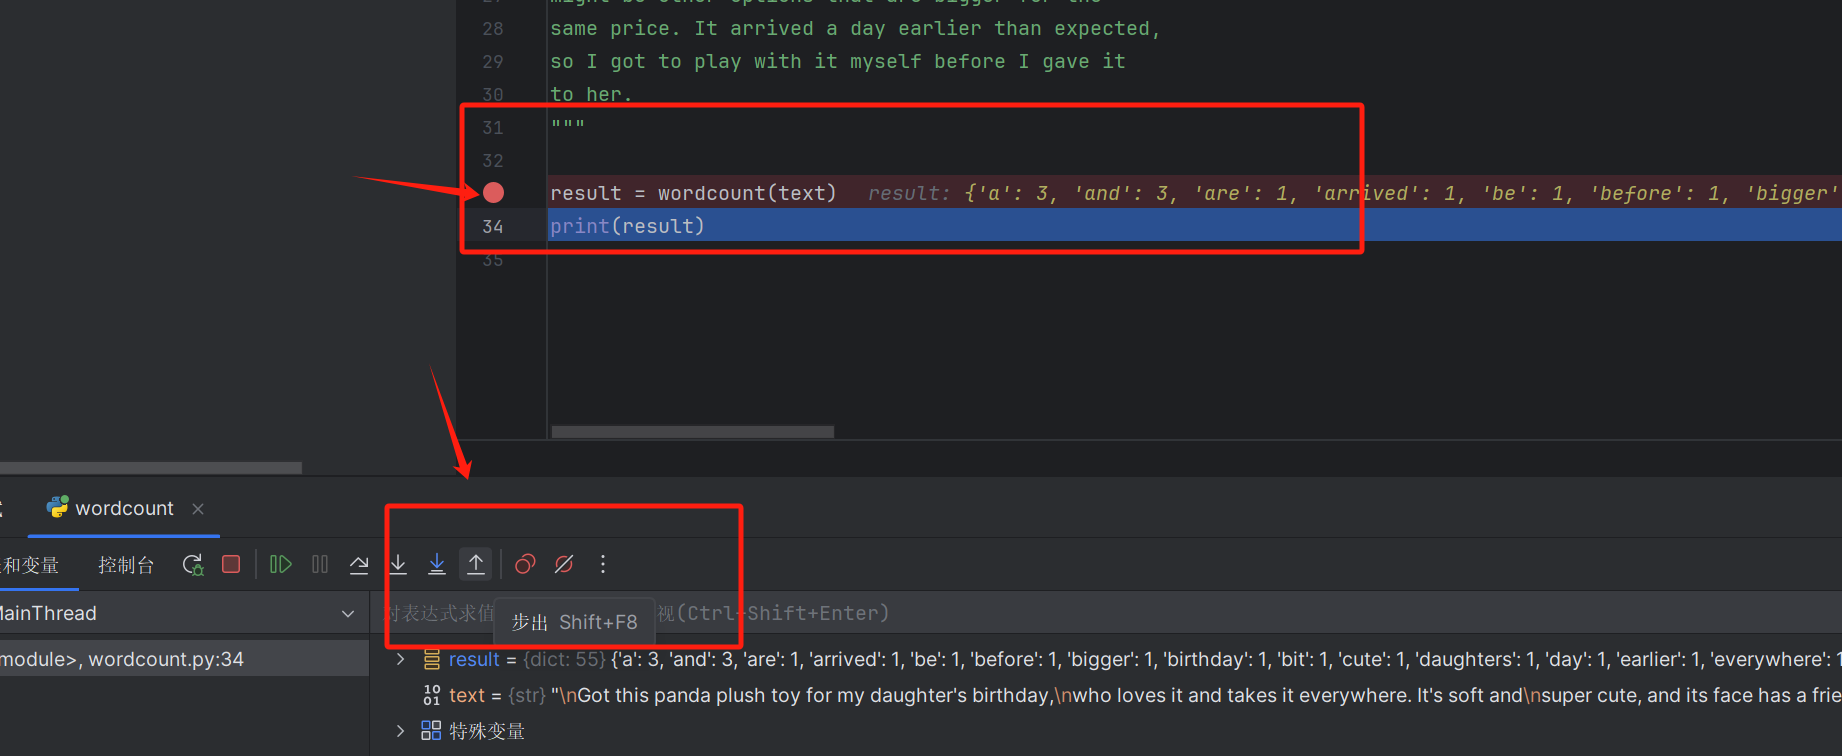 28 same price. It arrived a day earlier than expected,
29 so I got to play with it myself before I gave it
30 to her.
31 """
32
result = wordcount(text) result: {'a': 3, 'and': 3, 'are': 1, 'arrived': 1, 'be': 1, 'before': 1, 'bigger'
34 print(result)
35
wordcount
和变量 控制台
MainThread
对表达式求值 视(Ctrl+Shift+Enter)
步出 Shift+F8
module>, wordcount.py:34
result = {dict: 55} {'a': 3, 'and': 3, 'are': 1, 'arrived': 1, 'be': 1, 'before': 1, 'bigger': 1, 'birthday': 1, 'bit': 1, 'cute': 1, 'daughters': 1, 'day': 1, 'earlier': 1, 'everywhere': 1
text = {str} "\nGot this panda plush toy for my daughter's birthday,\nwho loves it and takes it everywhere. It's soft and\nsuper cute, and its face has a frie
特殊变量